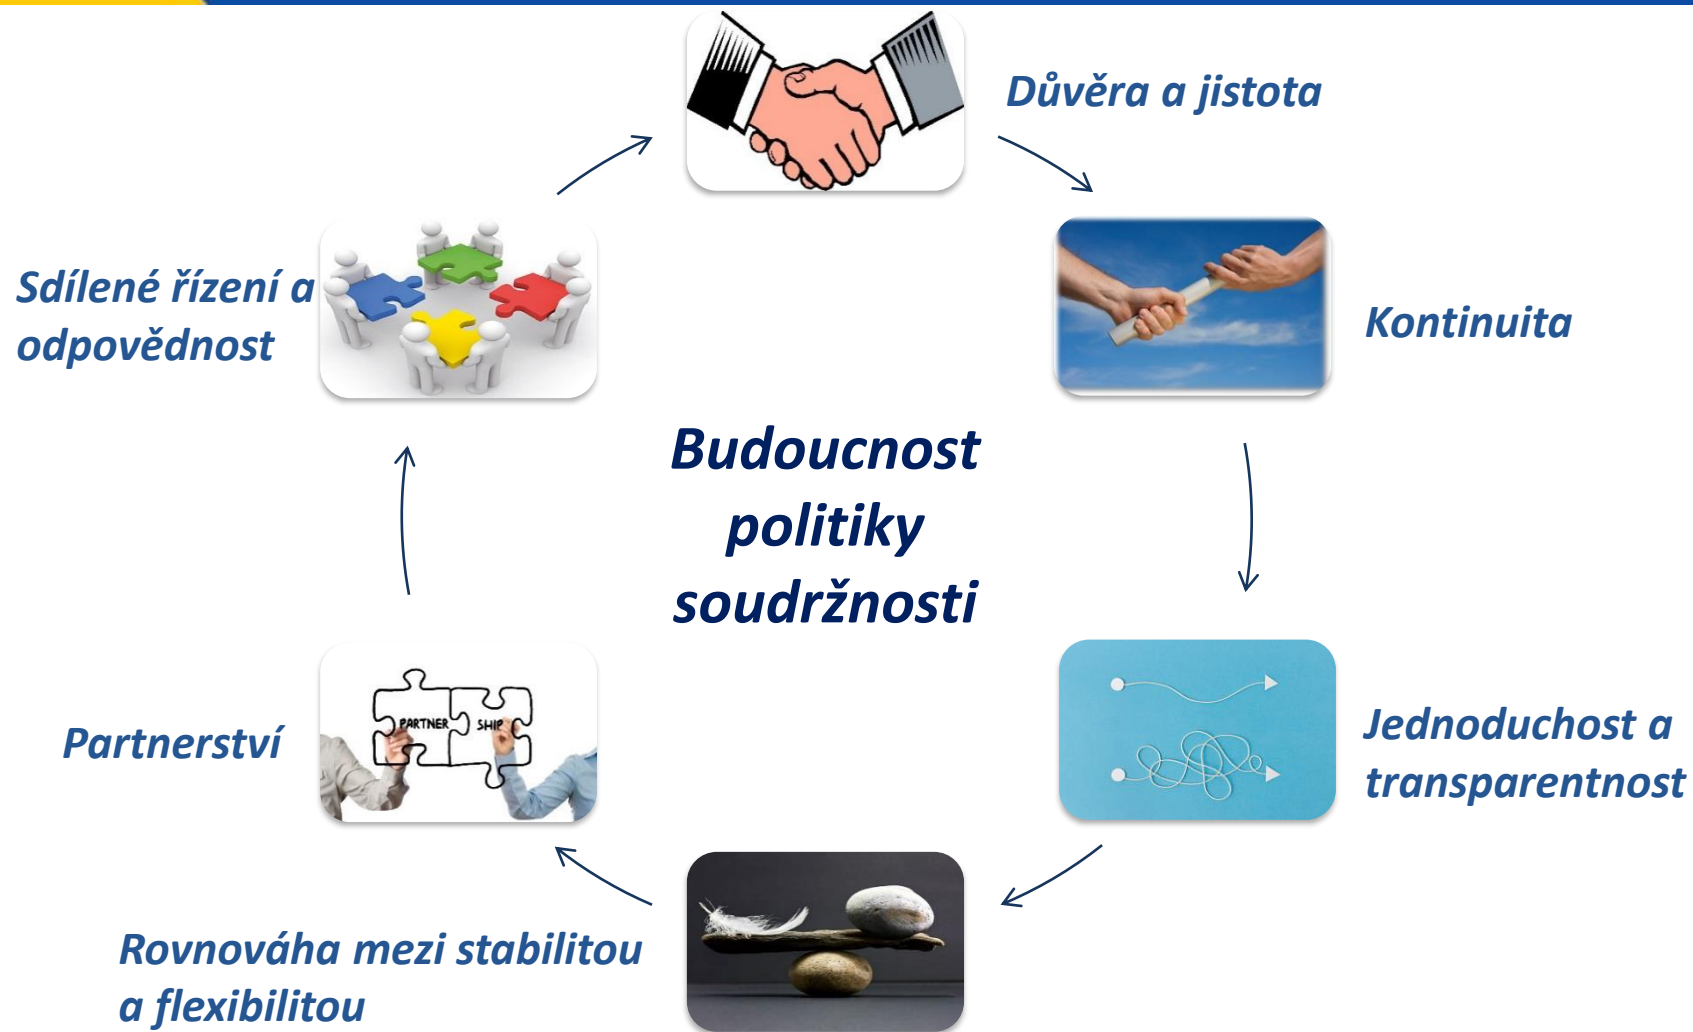 Důvěra a jistota
Sdílené řízení a
odpovědnost
Kontinuita
Budoucnost
politiky
soudržnosti
PARTNER SHIP
Partnerství
Jednoduchost a
transparentnost
Rovnováha mezi stabilitou
a flexibilitou